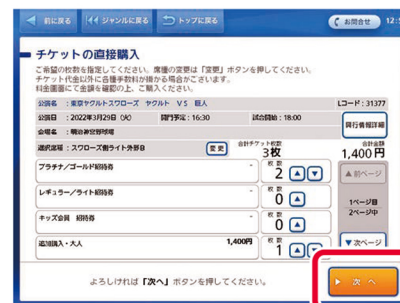 前に戻る ジャンルに戻る トップに戻る お問合せ 12:5
チケットの直接購入
ご希望の枚数を指定してください。席種の変更は「変更」ボタンを押してください。
チケット代金以外に各種手数料が掛かる場合がございます。
料金画面にて金額を確認の上、ご購入ください。
公演名 : 東京ヤクルトスワローズ ヤクルト VS 巨人 Lコード : 31377
公演日 : 2022年3月29日 (火) 開門予定 : 16:30 試合開始 : 18:00
会場名 : 明治神宮野球場
興行情報詳細
選択席種 : スワローズ側ライト外野B 変更 合計チケット枚数 3枚 合計金額 1,400円
プラチナ/ゴールド招待券 - 枚数 2 ▲ ▼
▲前ページ
レギュラー/ライト招待券 - 枚数 0 ▲
1ページ目
2ページ中
キッズ会員 招待券 - 枚数 0 ▲
追加購入・大人 1,400円 枚数 1 ▲ ▼
▼次ページ
よろしければ「次へ」ボタンを押してください。
次 へ